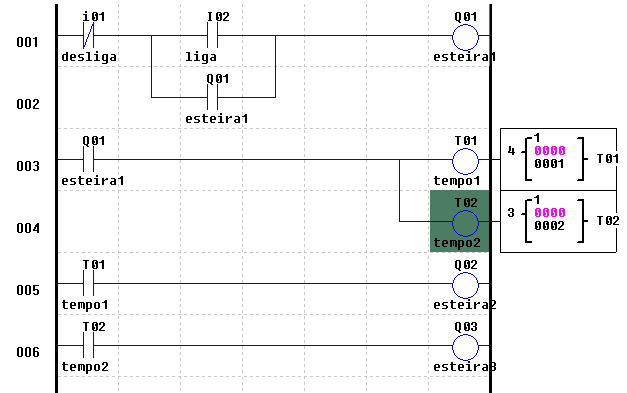 i01 I02 Q01
001
desliga liga esteira1
Q01
002
esteira1
Q01 T01
003
esteira1 tempo1
4 1
0000
0001 T01
T02
004
tempo2
3 1
0000
0002 T02
T01 Q02
005
tempo1 esteira2
T02 Q03
006
tempo2 esteira3